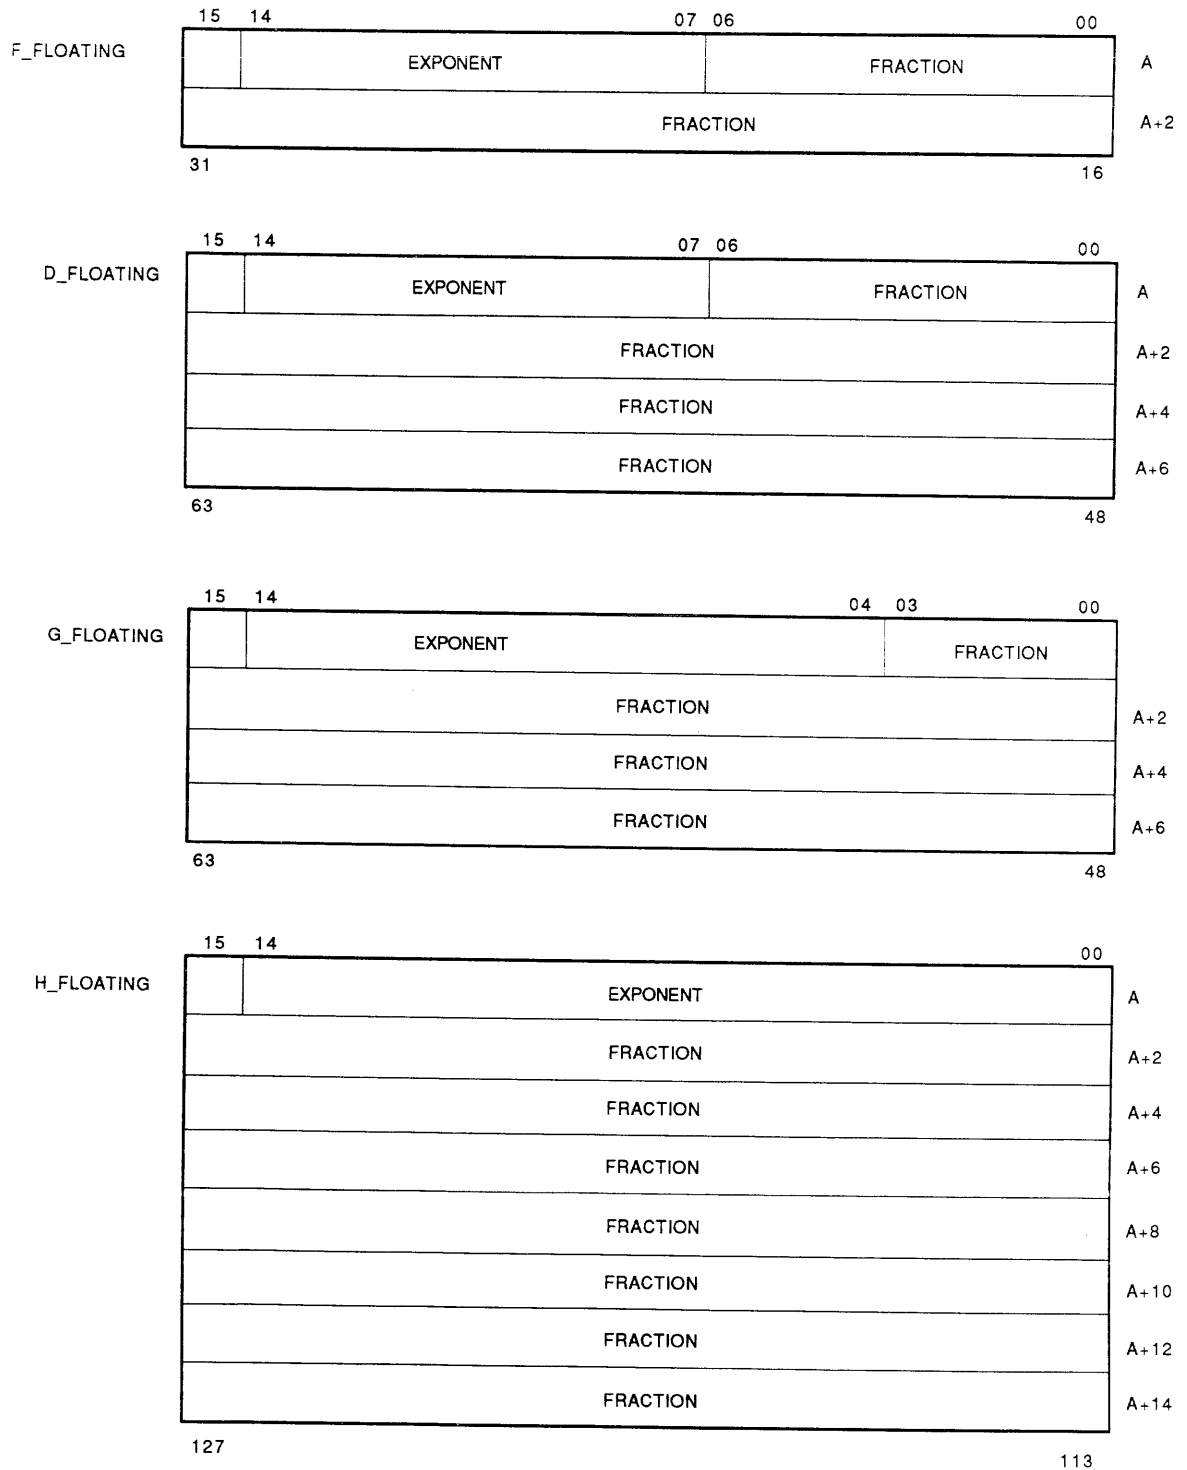 15 14 07 06 00
F_FLOATING EXPONENT FRACTION A
FRACTION A+2
31 16
15 14 07 06 00
D_FLOATING EXPONENT FRACTION A
FRACTION A+2
FRACTION A+4
FRACTION A+6
63 48
15 14 04 03 00
G_FLOATING EXPONENT FRACTION
FRACTION A+2
FRACTION A+4
FRACTION A+6
63 48
15 14 00
H_FLOATING EXPONENT A
FRACTION A+2
FRACTION A+4
FRACTION A+6
FRACTION A+8
FRACTION A+10
FRACTION A+12
FRACTION A+14
127 113